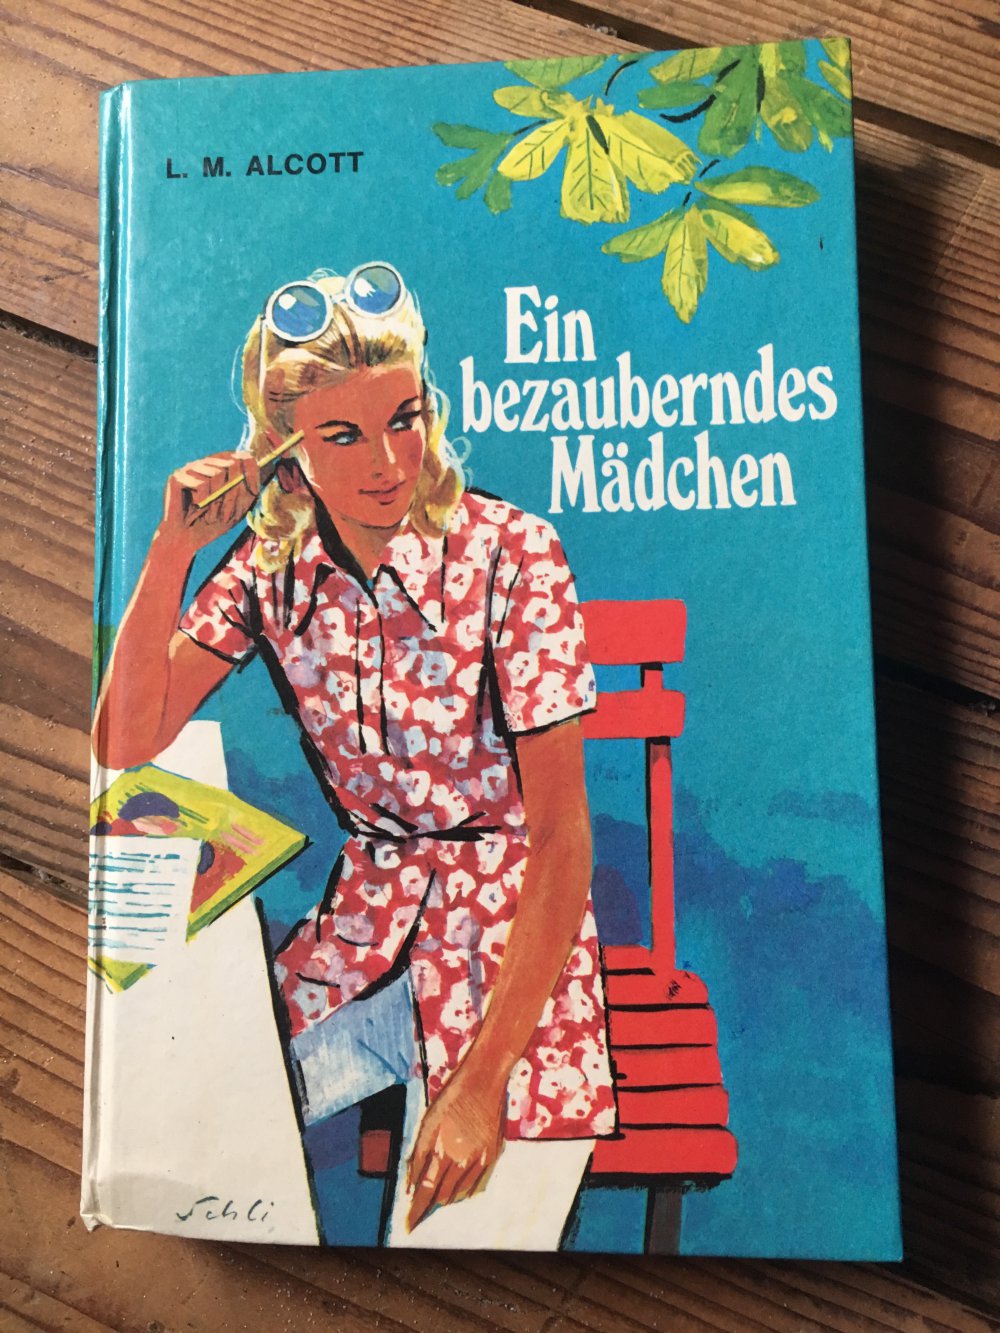 L. M. ALCOTT
Ein
bezauberndes
Mädchen
Schli